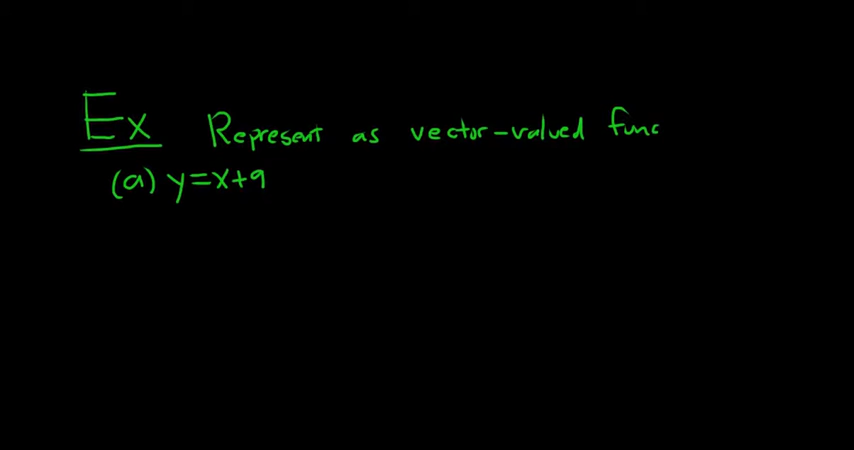 Ex Represent as vector-valued func
(a) y=x+9